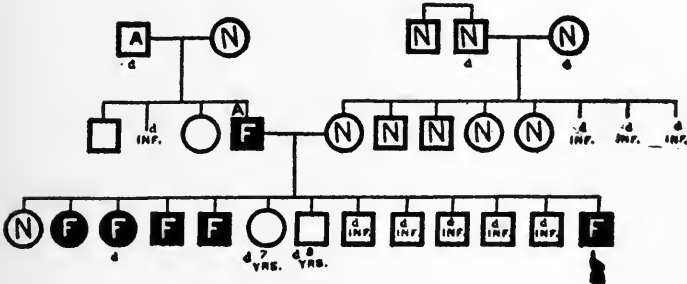 A N N N N
d d d
d INF. A F N N N N N d INF. d INF. d INF.
N F F F F d INF. d INF. d INF. d INF. d INF. F
d d 7 YRS. d 8 YRS.